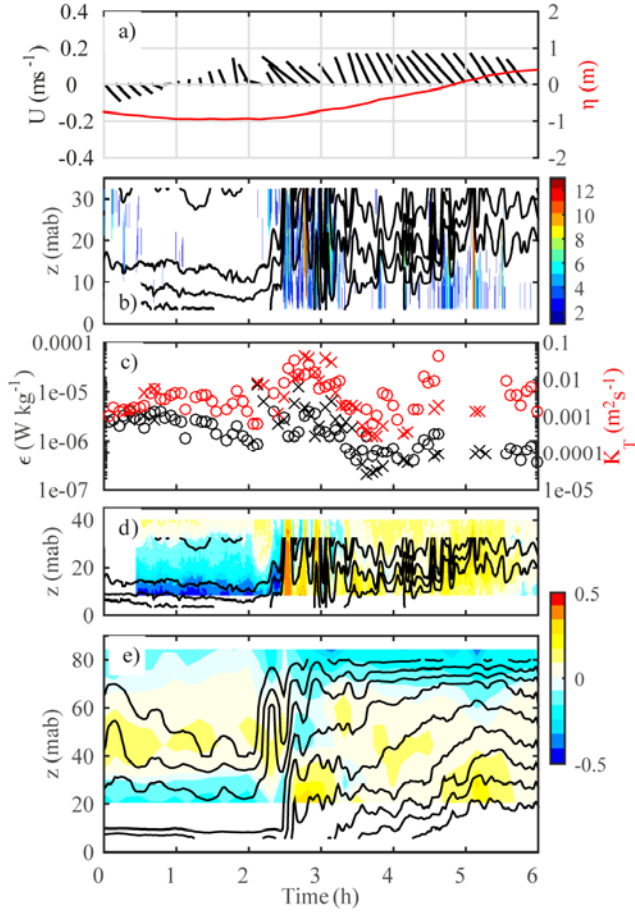 a)
0.4
0.2
0
-0.2
-0.4
U (ms⁻¹)
2
1
0
-1
-2
η (m)
b)
30
20
10
0
z (mab)
12
10
8
6
4
2
c)
0.0001
1e-05
1e-06
1e-07
ϵ (W kg⁻¹)
0.1
0.01
0.001
0.0001
1e-05
K_T (m²s⁻¹)
d)
40
20
0
z (mab)
e)
80
60
40
20
0
z (mab)
0.5
0
-0.5
0 1 2 3 4 5 6
Time (h)